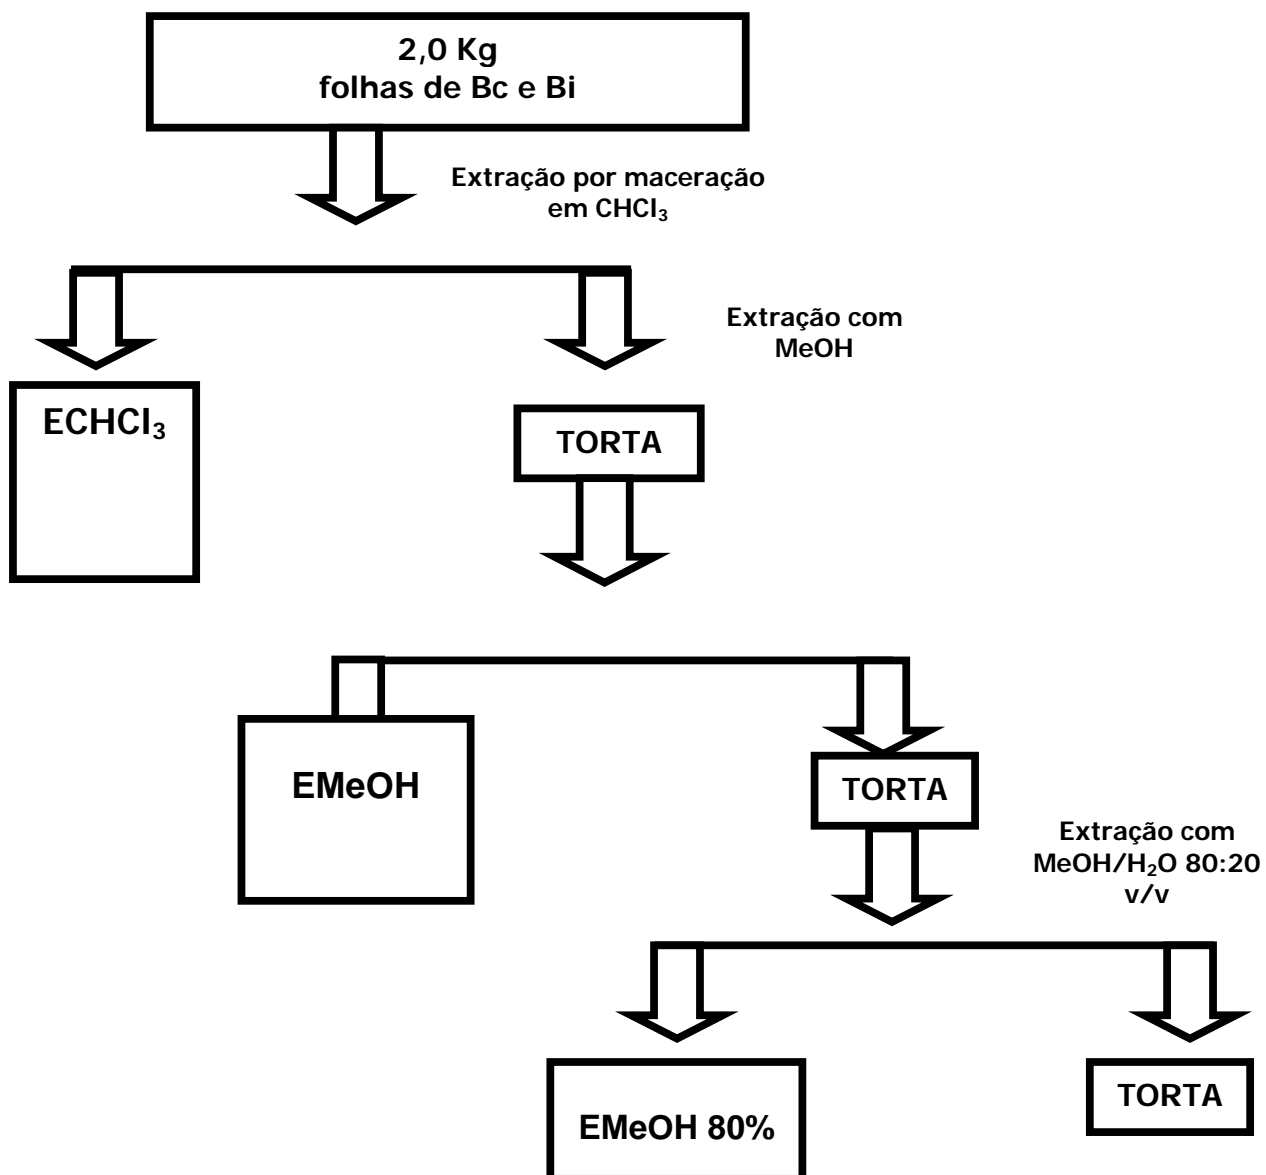 2,0 Kg
folhas de Bc e Bi
Extração por maceração
em CHCl₃
Extração com
MeOH
ECHCl₃
TORTA
EMeOH
TORTA
Extração com
MeOH/H₂O 80:20
v/v
EMeOH 80%
TORTA